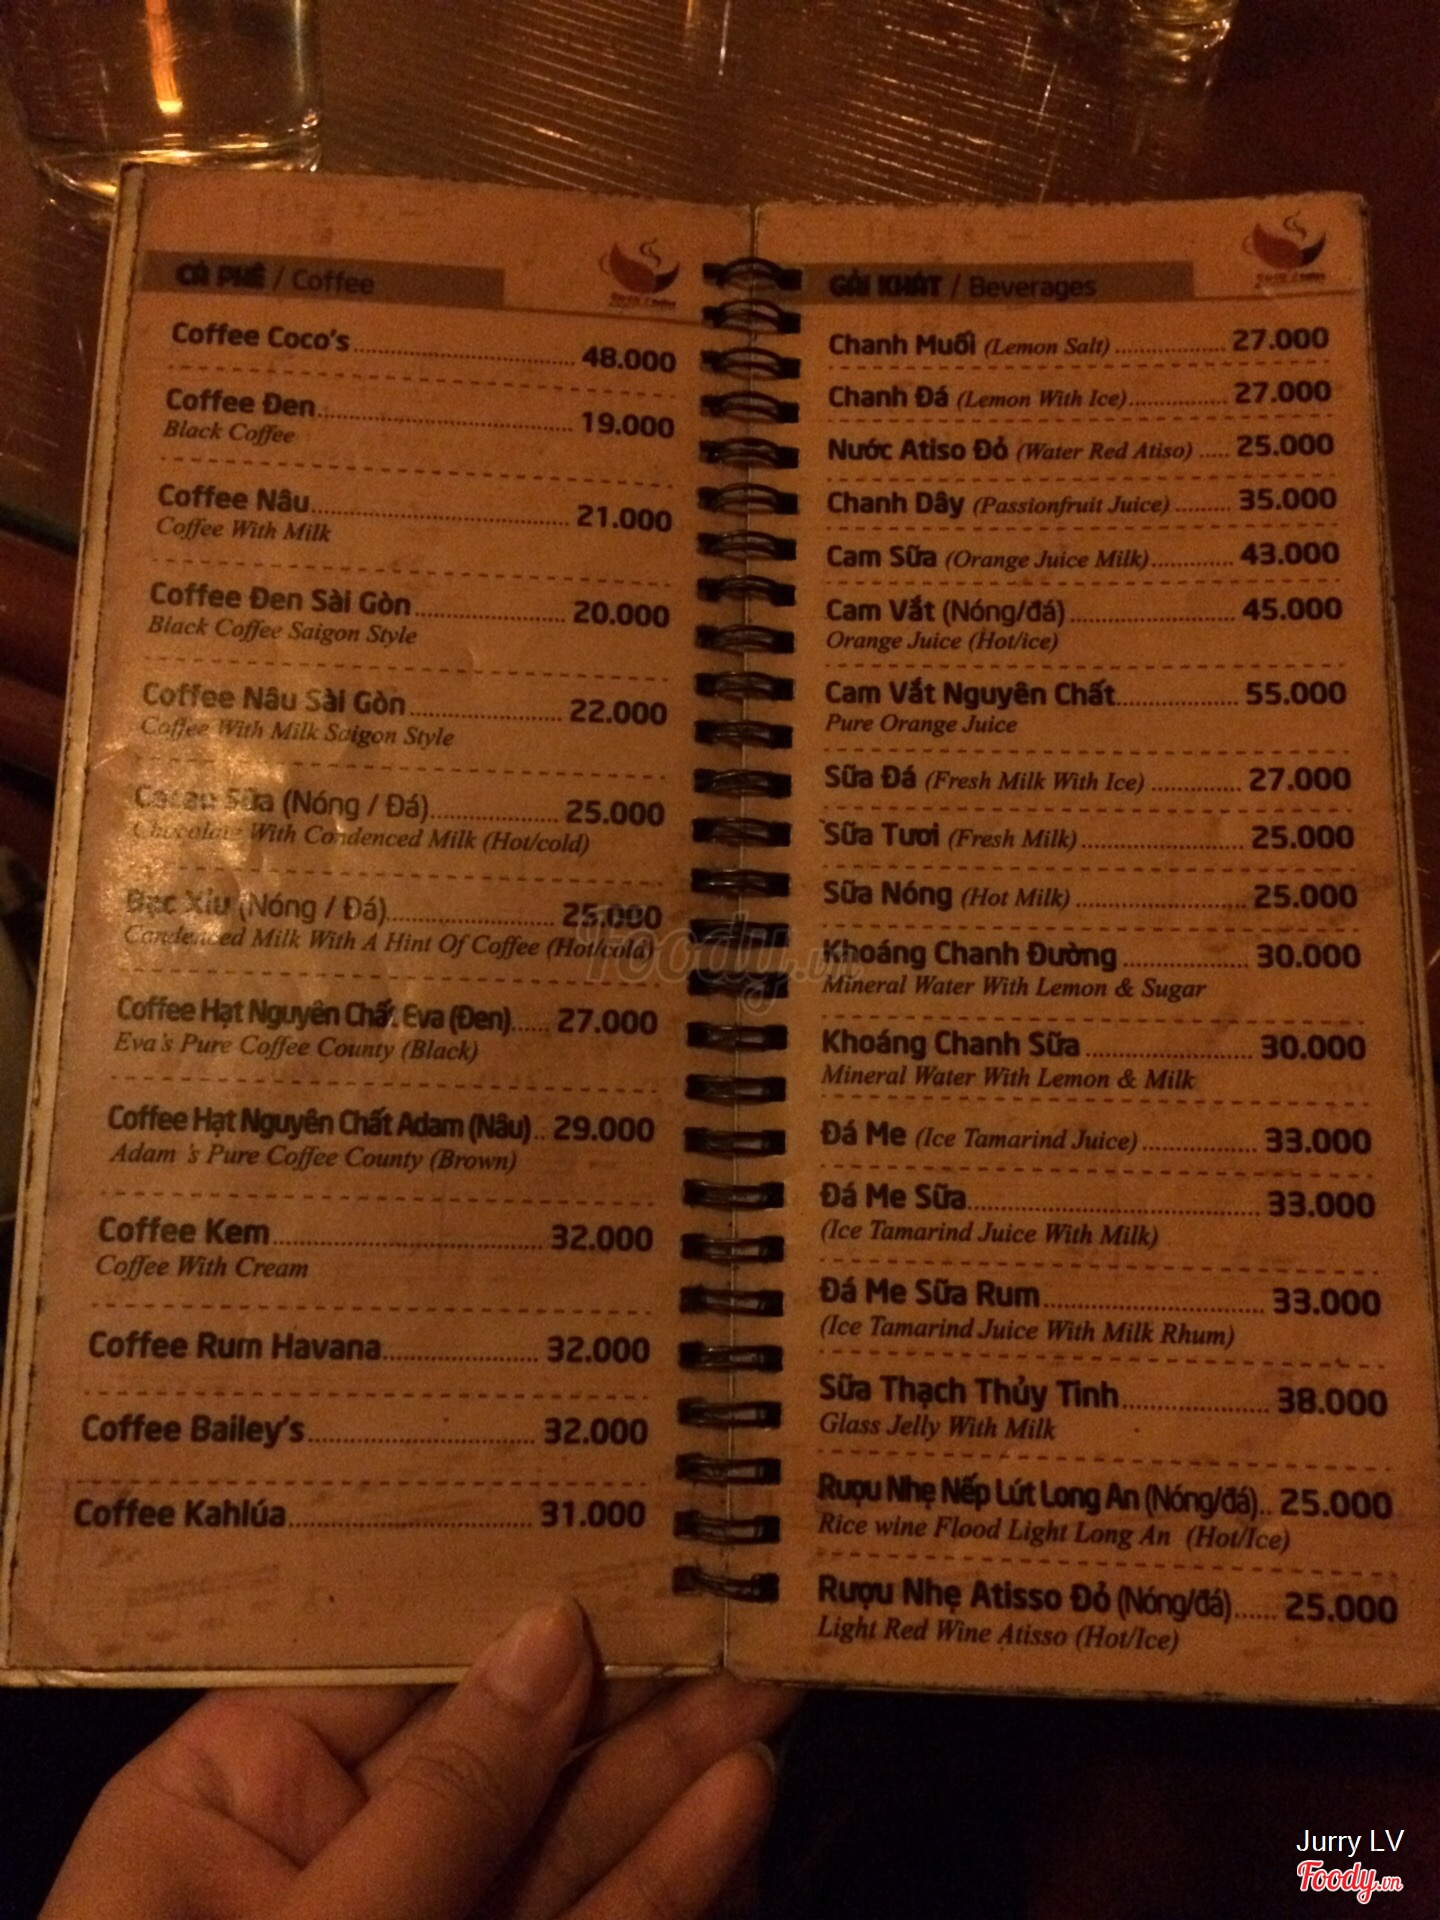 CÀ PHÊ / Coffee
Coffee Coco's 48.000
Coffee Đen 19.000
Black Coffee
Coffee Nâu 21.000
Coffee With Milk
Coffee Đen Sài Gòn 20.000
Black Coffee Saigon Style
Coffee Nâu Sài Gòn 22.000
Coffee With Milk Saigon Style
Cacao Sữa (Nóng / Đá) 25.000
Chocolate With Condenced Milk (Hot/cold)
Bạc Xỉu (Nóng / Đá) 25.000
Condenced Milk With A Hint Of Coffee (Hot/cold)
Coffee Hạt Nguyên Chất Eva (Đen) 27.000
Eva's Pure Coffee County (Black)
Coffee Hạt Nguyên Chất Adam (Nâu) 29.000
Adam 's Pure Coffee County (Brown)
Coffee Kem 32.000
Coffee With Cream
Coffee Rum Havana 32.000
Coffee Bailey's 32.000
Coffee Kahlúa 31.000
GIẢI KHÁT / Beverages
Chanh Muối (Lemon Salt) 27.000
Chanh Đá (Lemon With Ice) 27.000
Nước Atiso Đỏ (Water Red Atiso) 25.000
Chanh Dây (Passionfruit Juice) 35.000
Cam Sữa (Orange Juice Milk) 43.000
Cam Vắt (Nóng/đá) 45.000
Orange Juice (Hot/ice)
Cam Vắt Nguyên Chất 55.000
Pure Orange Juice
Sữa Đá (Fresh Milk With Ice) 27.000
Sữa Tươi (Fresh Milk) 25.000
Sữa Nóng (Hot Milk) 25.000
Khoáng Chanh Đường 30.000
Mineral Water With Lemon & Sugar
Khoáng Chanh Sữa 30.000
Mineral Water With Lemon & Milk
Đá Me (Ice Tamarind Juice) 33.000
Đá Me Sữa 33.000
(Ice Tamarind Juice With Milk)
Đá Me Sữa Rum 33.000
(Ice Tamarind Juice With Milk Rhum)
Sữa Thạch Thủy Tinh 38.000
Glass Jelly With Milk
Rượu Nhẹ Nếp Lứt Long An (Nóng/đá) 25.000
Rice wine Flood Light Long An (Hot/Ice)
Rượu Nhẹ Atisso Đỏ (Nóng/đá) 25.000
Light Red Wine Atisso (Hot/Ice)
Foody.vn
Jurry LV
Foody.vn